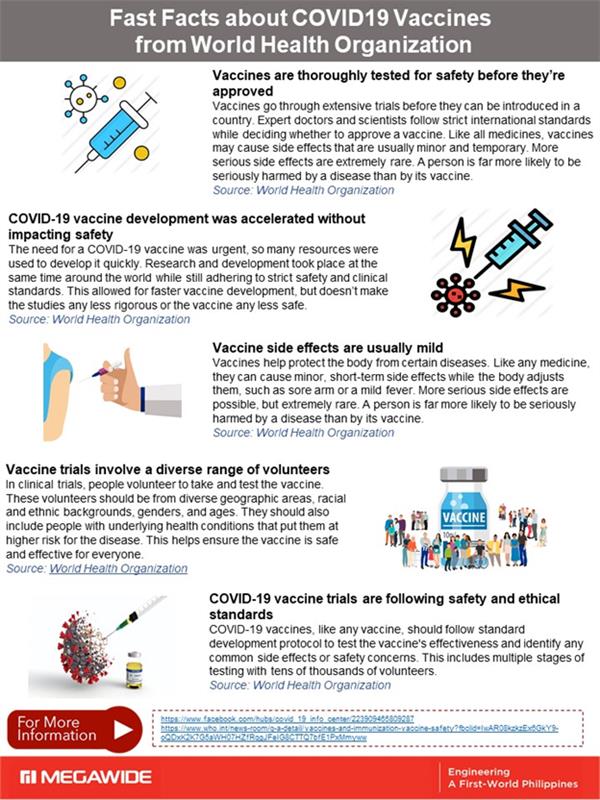 Fast Facts about COVID19 Vaccines
from World Health Organization
Vaccines are thoroughly tested for safety before they're
approved
Vaccines go through extensive trials before they can be introduced in a
country. Expert doctors and scientists follow strict international standards
while deciding whether to approve a vaccine. Like all medicines, vaccines
may cause side effects that are usually minor and temporary. More
serious side effects are extremely rare. A person is far more likely to be
seriously harmed by a disease than by its vaccine.
Source: World Health Organization
COVID-19 vaccine development was accelerated without
impacting safety
The need for a COVID-19 vaccine was urgent, so many resources were
used to develop it quickly. Research and development took place at the
same time around the world while still adhering to strict safety and clinical
standards. This allowed for faster vaccine development, but doesn't make
the studies any less rigorous or the vaccine any less safe.
Source: World Health Organization
Vaccine side effects are usually mild
Vaccines help protect the body from certain diseases. Like any medicine,
they can cause minor, short-term side effects while the body adjusts
them, such as sore arm or a mild fever. More serious side effects are
possible, but extremely rare. A person is far more likely to be seriously
harmed by a disease than by its vaccine.
Source: World Health Organization
Vaccine trials involve a diverse range of volunteers
In clinical trials, people volunteer to take and test the vaccine.
These volunteers should be from diverse geographic areas, racial
and ethnic backgrounds, genders, and ages. They should also
include people with underlying health conditions that put them at
higher risk for the disease. This helps ensure the vaccine is safe
and effective for everyone.
Source: World Health Organization
VACCINE
COVID-19 vaccine trials are following safety and ethical
standards
COVID-19 vaccines, like any vaccine, should follow standard
development protocol to test the vaccine's effectiveness and identify any
common side effects or safety concerns. This includes multiple stages of
testing with tens of thousands of volunteers.
Source: World Health Organization
For More
Information
https://www.facebook.com/hubs/covid_19_info_center/223909465809287
MEGAWIDE
Engineering
A First-World Philippines